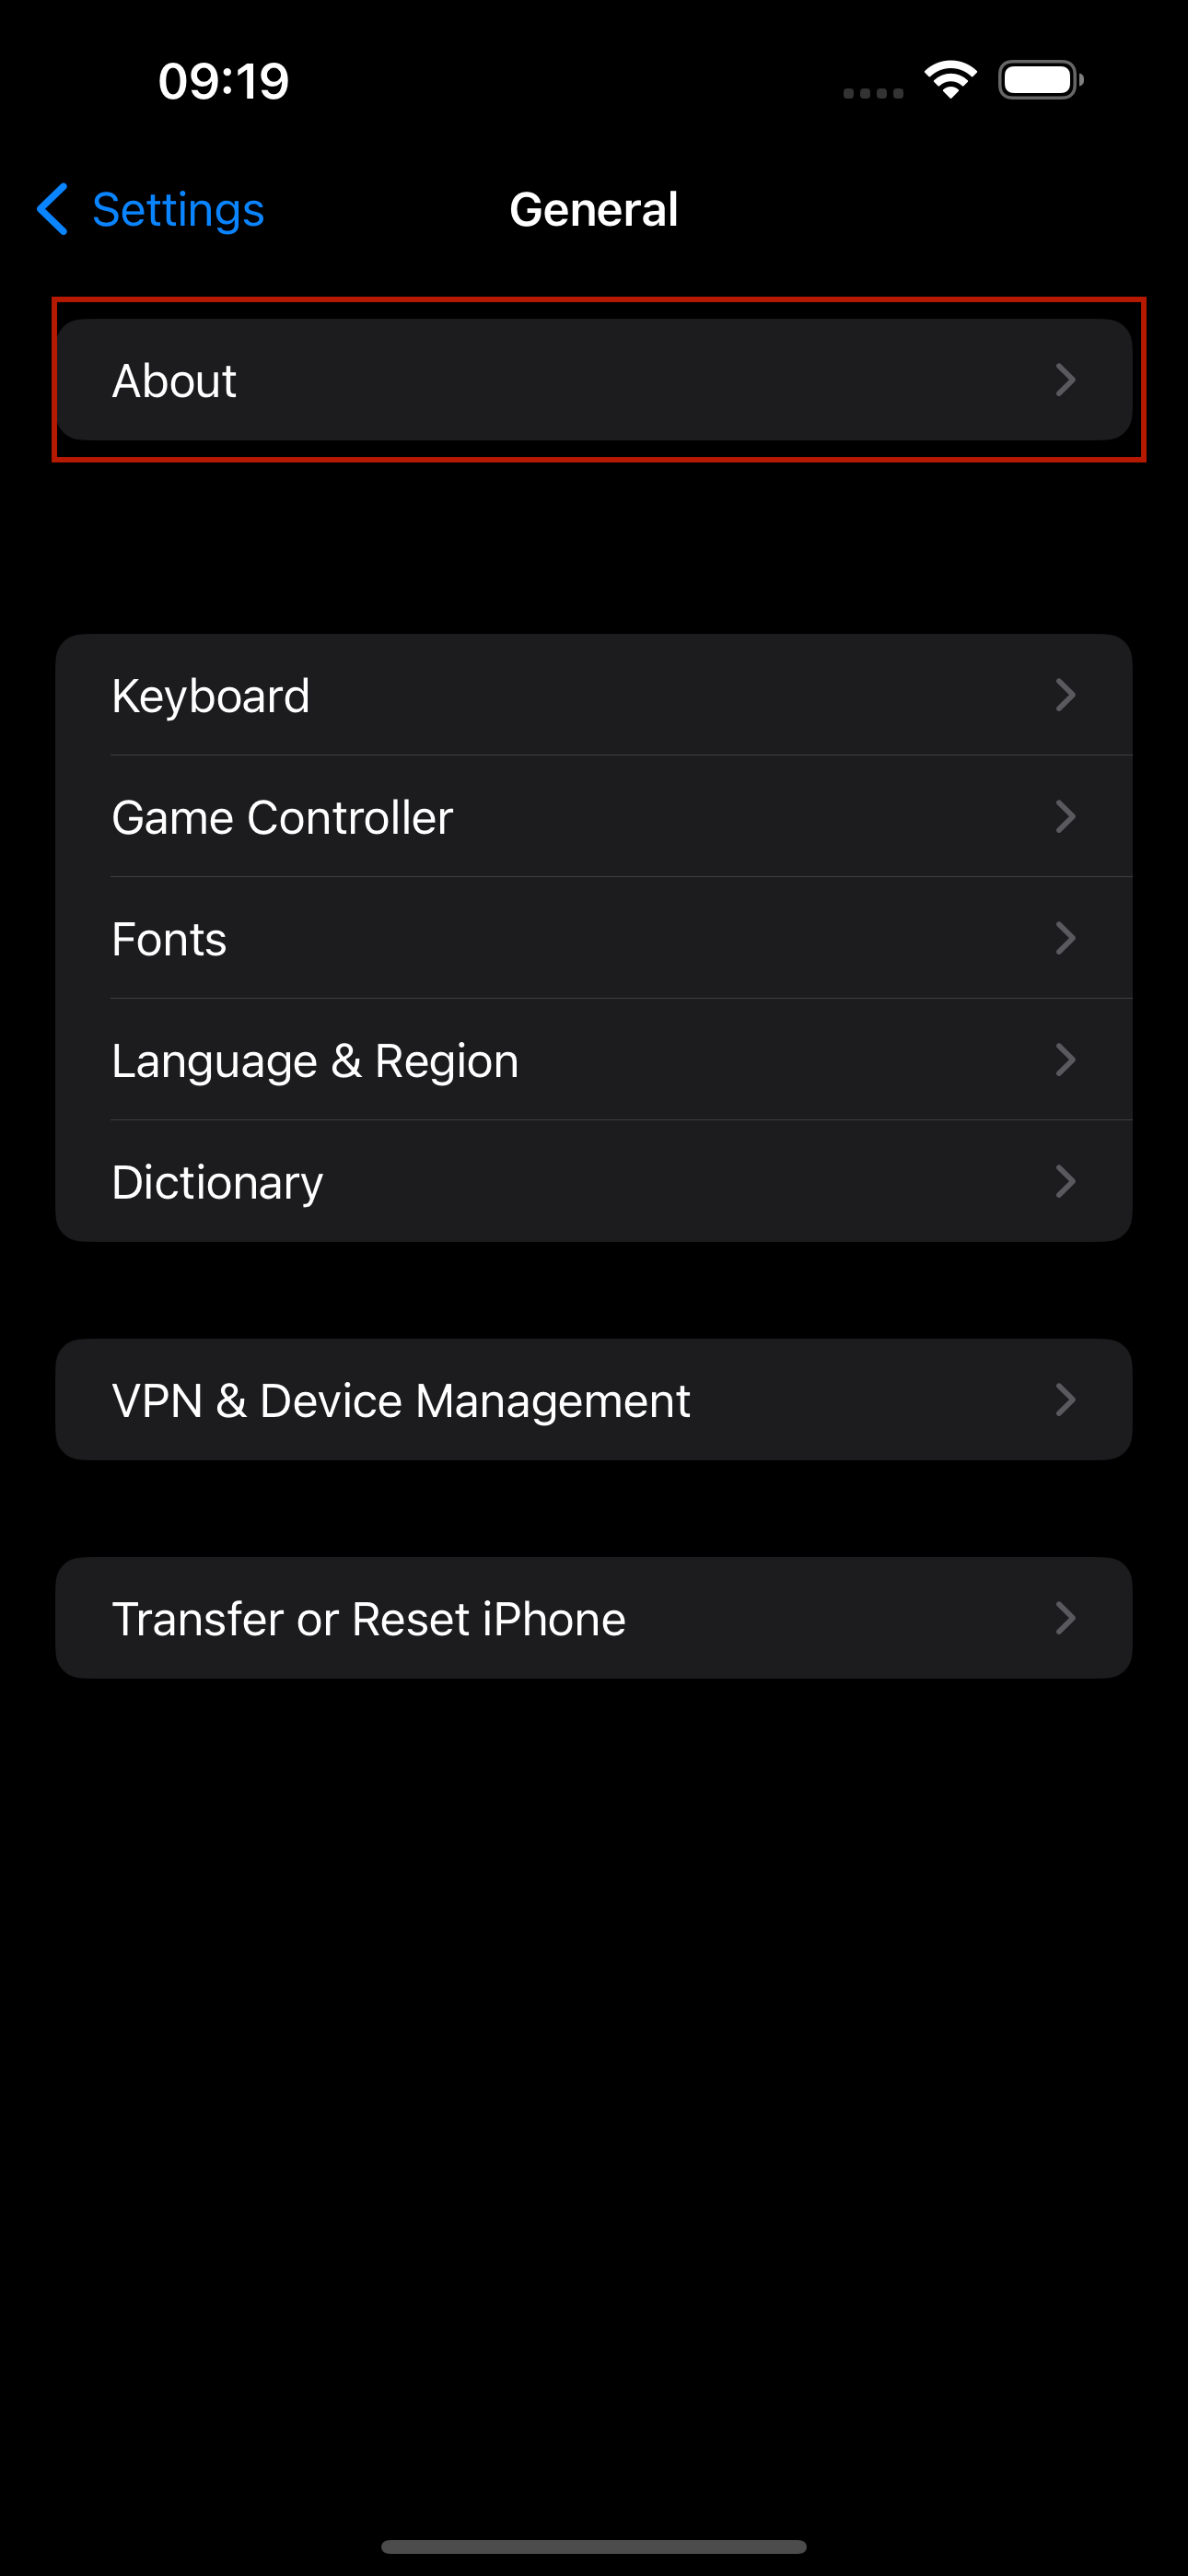 09:19
Settings
General
About
Keyboard
Game Controller
Fonts
Language & Region
Dictionary
VPN & Device Management
Transfer or Reset iPhone